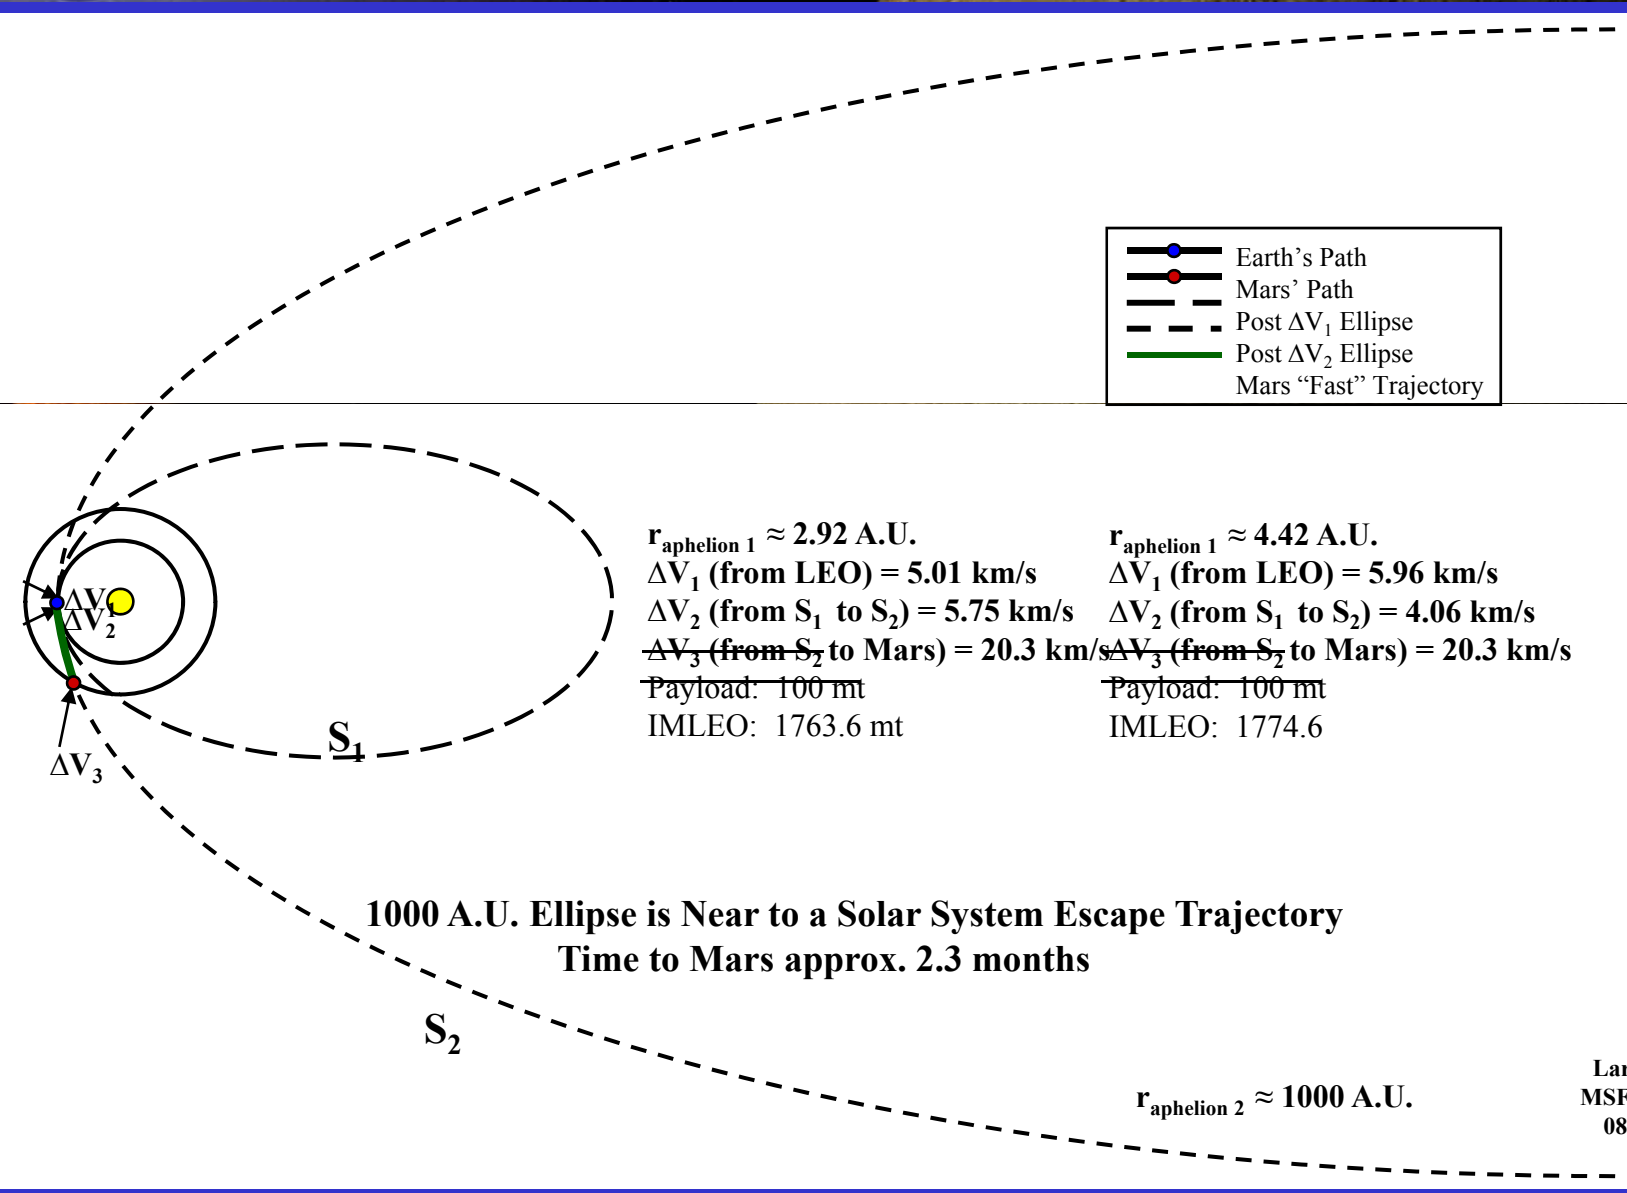 Earth's Path
Mars' Path
Post ΔV₁ Ellipse
Post ΔV₂ Ellipse
Mars “Fast” Trajectory
ΔV₁
ΔV₂
ΔV₃
S₁
r aphelion 1 ≈ 2.92 A.U.
ΔV₁ (from LEO) = 5.01 km/s
ΔV₂ (from S₁ to S₂) = 5.75 km/s
ΔV₃ (from S₂ to Mars) = 20.3 km/s
Payload: 100 mt
IMLEO: 1763.6 mt
r aphelion 1 ≈ 4.42 A.U.
ΔV₁ (from LEO) = 5.96 km/s
ΔV₂ (from S₁ to S₂) = 4.06 km/s
ΔV₃ (from S₂ to Mars) = 20.3 km/s
Payload: 100 mt
IMLEO: 1774.6
1000 A.U. Ellipse is Near to a Solar System Escape Trajectory
Time to Mars approx. 2.3 months
S₂
r aphelion 2 ≈ 1000 A.U.
08